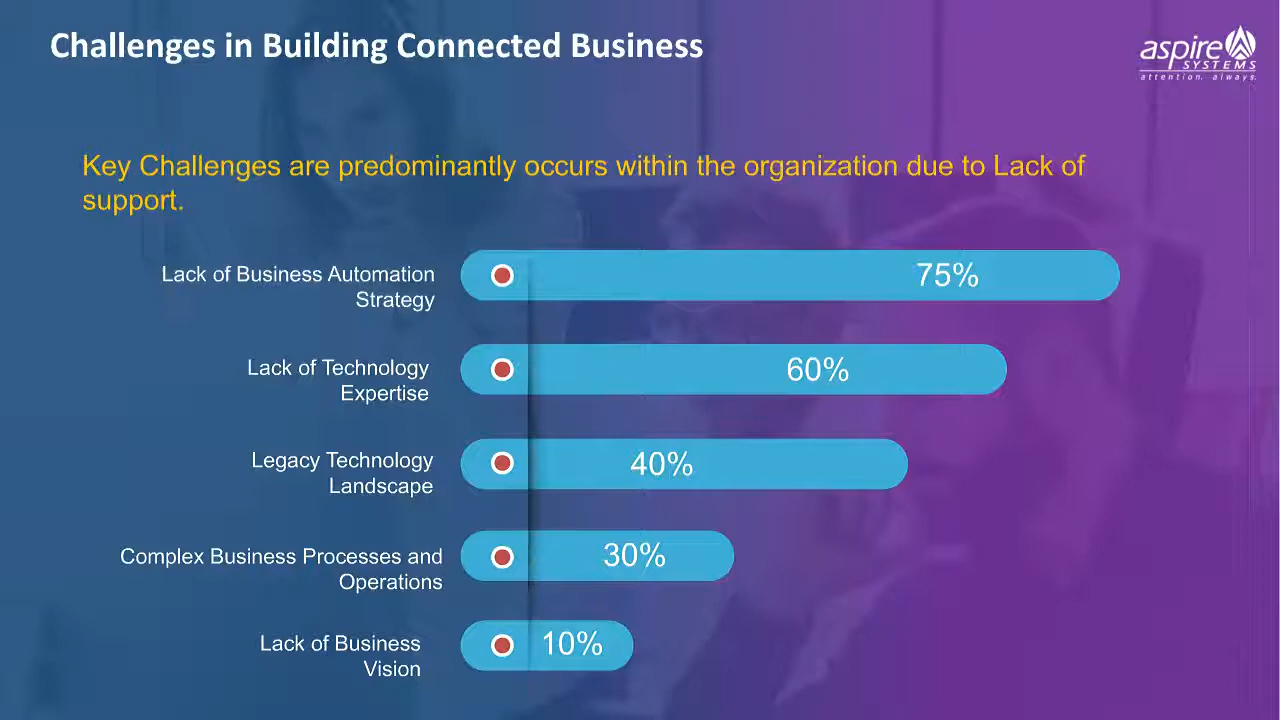 Challenges in Building Connected Business
aspire
SYSTEMS
attention. always.
Key Challenges are predominantly occurs within the organization due to Lack of
support.
Lack of Business Automation
Strategy
75%
Lack of Technology
Expertise
60%
Legacy Technology
Landscape
40%
Complex Business Processes and
Operations
30%
Lack of Business
Vision
10%